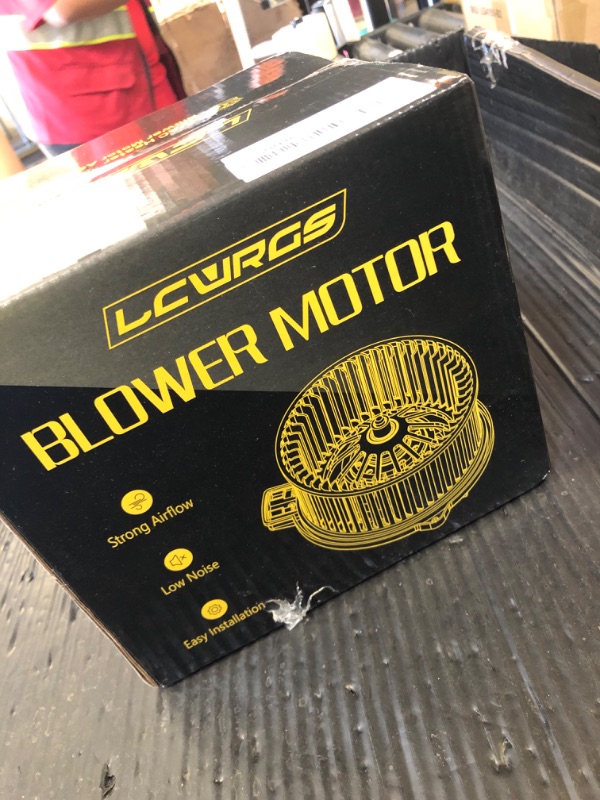 LCWRGS
BLOWER MOTOR
Strong Airflow
Low Noise
Easy Installation